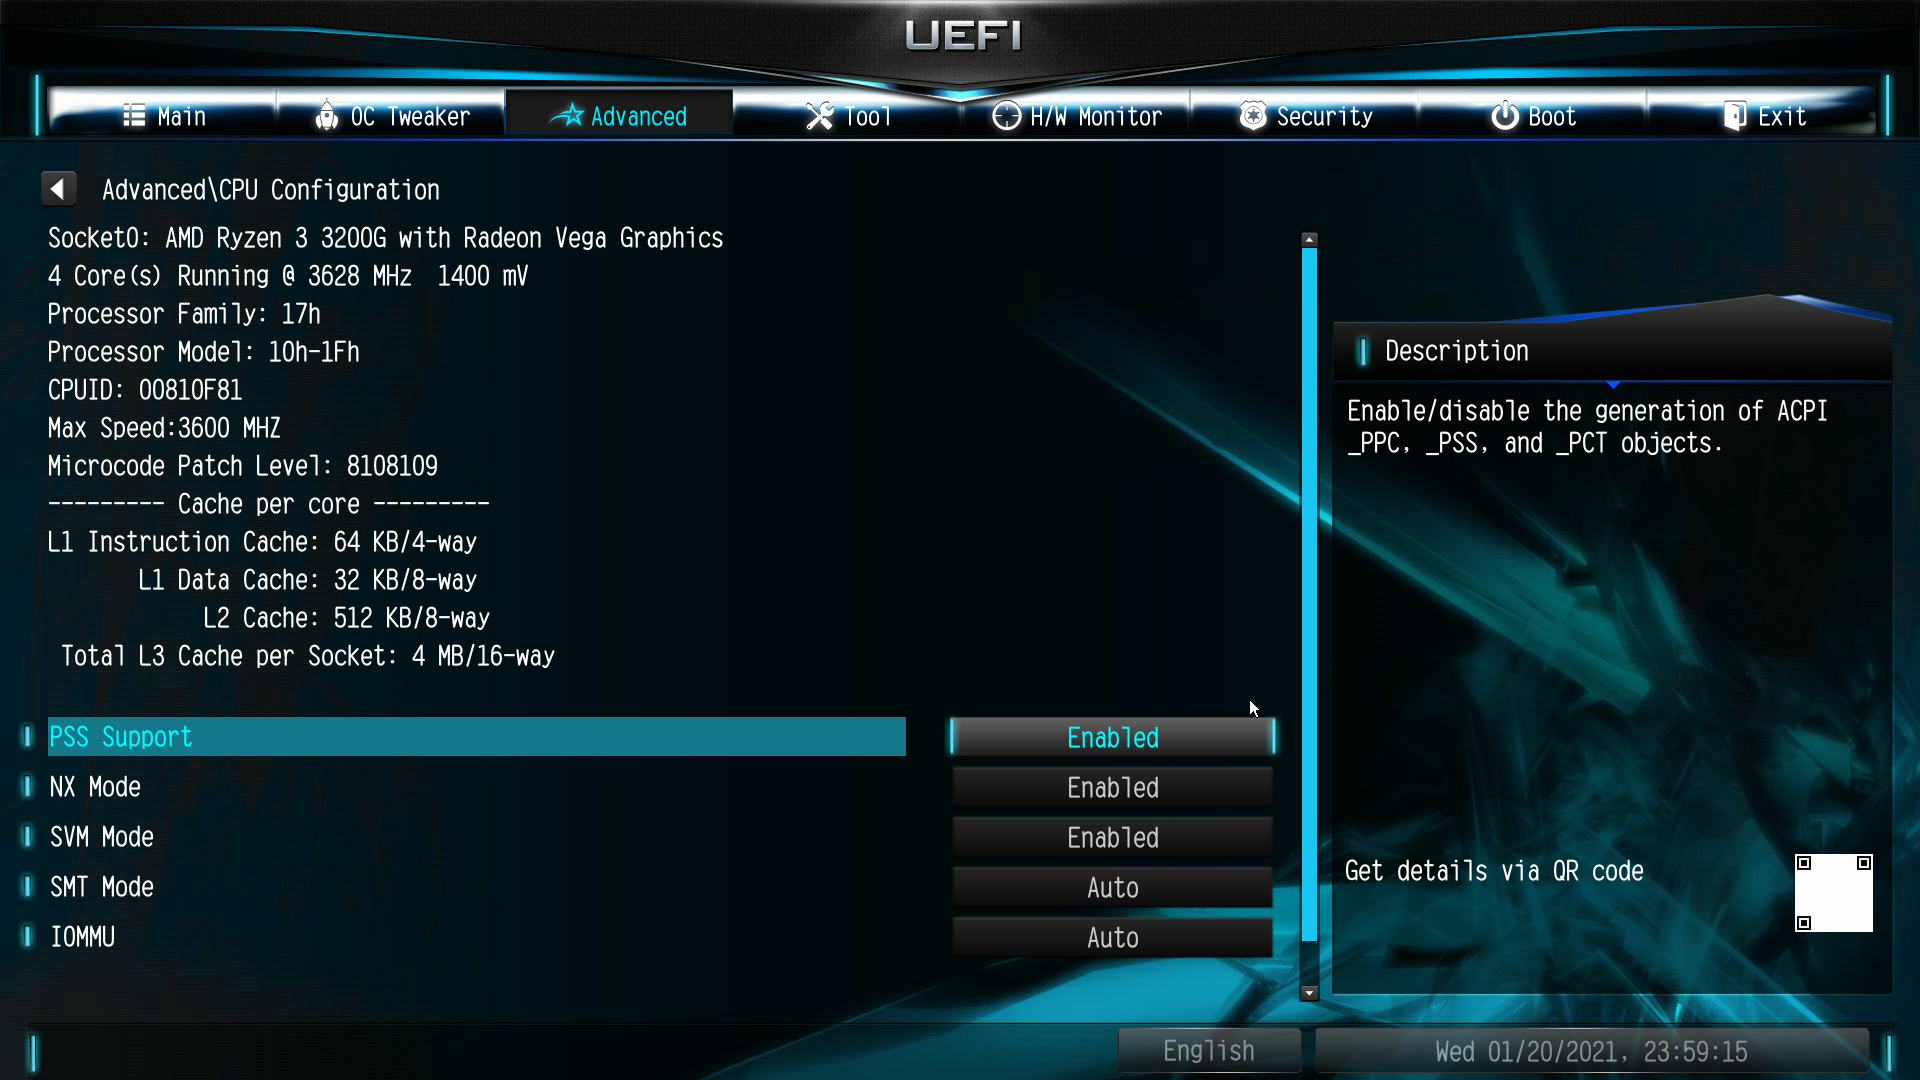 UEFI
Main OC Tweaker Advanced Tool H/W Monitor Security Boot Exit
Advanced\CPU Configuration
Socket0: AMD Ryzen 3 3200G with Radeon Vega Graphics
4 Core(s) Running @ 3628 MHz  1400 mV
Processor Family: 17h
Processor Model: 10h-1Fh
CPUID: 00810F81
Max Speed:3600 MHZ
Microcode Patch Level: 8108109
--------- Cache per core ---------
L1 Instruction Cache: 64 KB/4-way
L1 Data Cache: 32 KB/8-way
L2 Cache: 512 KB/8-way
Total L3 Cache per Socket: 4 MB/16-way
PSS Support Enabled
NX Mode Enabled
SVM Mode Enabled
SMT Mode Auto
IOMMU Auto
Description
Enable/disable the generation of ACPI
_PPC, _PSS, and _PCT objects.
Get details via QR code
English Wed 01/20/2021, 23:59:15